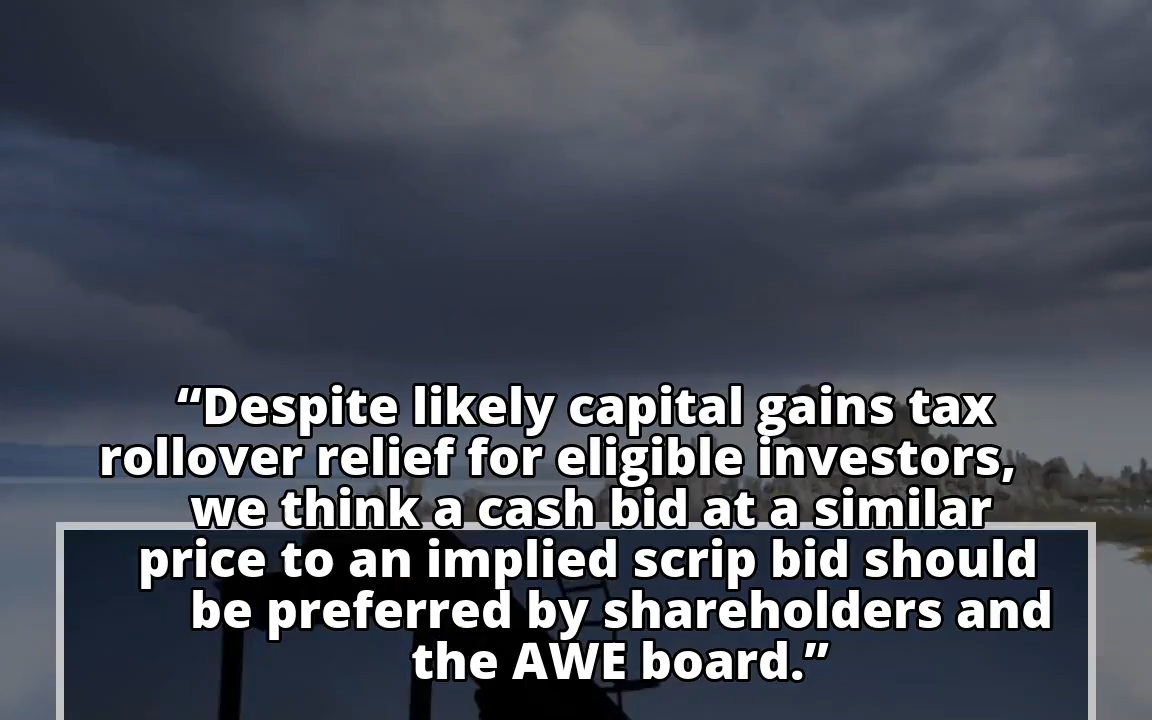 “Despite likely capital gains tax
rollover relief for eligible investors,
we think a cash bid at a similar
price to an implied scrip bid should
be preferred by shareholders and
the AWE board.”